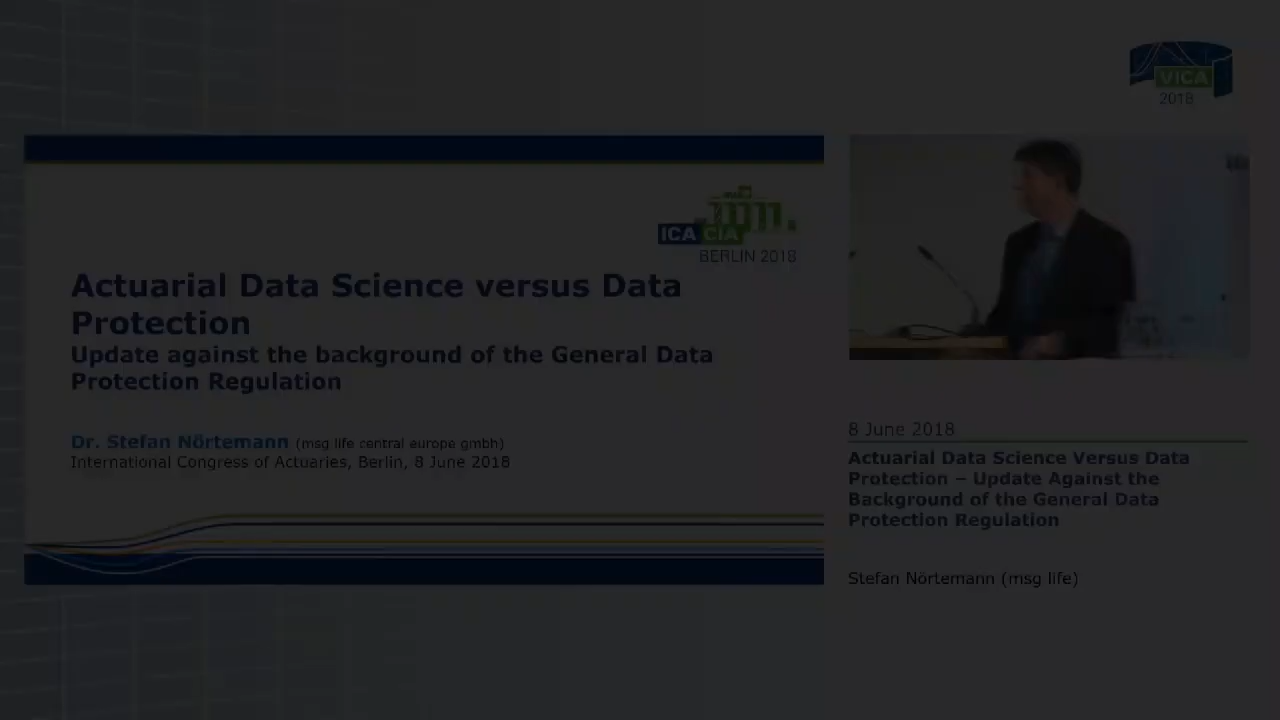 VICA
2018
ICA CIA
BERLIN 2018
Actuarial Data Science versus Data
Protection
Update against the background of the General Data
Protection Regulation
Dr. Stefan Nörtemann (msg life central europe gmbh)
International Congress of Actuaries, Berlin, 8 June 2018
8 June 2018
Actuarial Data Science Versus Data
Protection – Update Against the
Background of the General Data
Protection Regulation
Stefan Nörtemann (msg life)